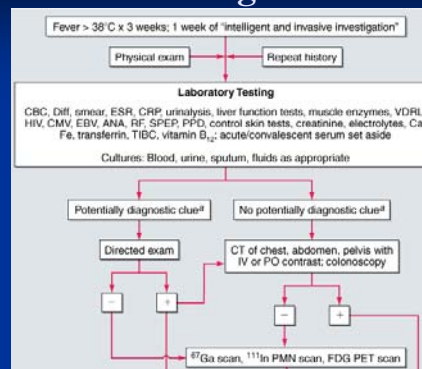 Fever > 38°C x 3 weeks; 1 week of “intelligent and invasive investigation”
Physical exam
Repeat history
Laboratory Testing
CBC, Diff, smear, ESR, CRP, urinalysis, liver function tests, muscle enzymes, VDRL,
HIV, CMV, EBV, ANA, RF, SPEP, PPD, control skin tests, creatinine, electrolytes, Ca,
Fe, transferrin, TIBC, vitamin B₁₂; acute/convalescent serum set aside
Cultures: Blood, urine, sputum, fluids as appropriate
Potentially diagnostic clueª
No potentially diagnostic clueª
Directed exam
CT of chest, abdomen, pelvis with
IV or PO contrast; colonoscopy
− +
− +
⁶⁷Ga scan, ¹¹¹In PMN scan, FDG PET scan